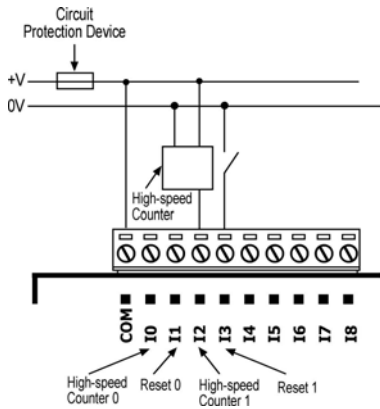 Circuit
Protection Device
+V
0V
High-speed
Counter
COM I0 I1 I2 I3 I4 I5 I6 I7 I8
High-speed
Counter 0
Reset 0
High-speed
Counter 1
Reset 1